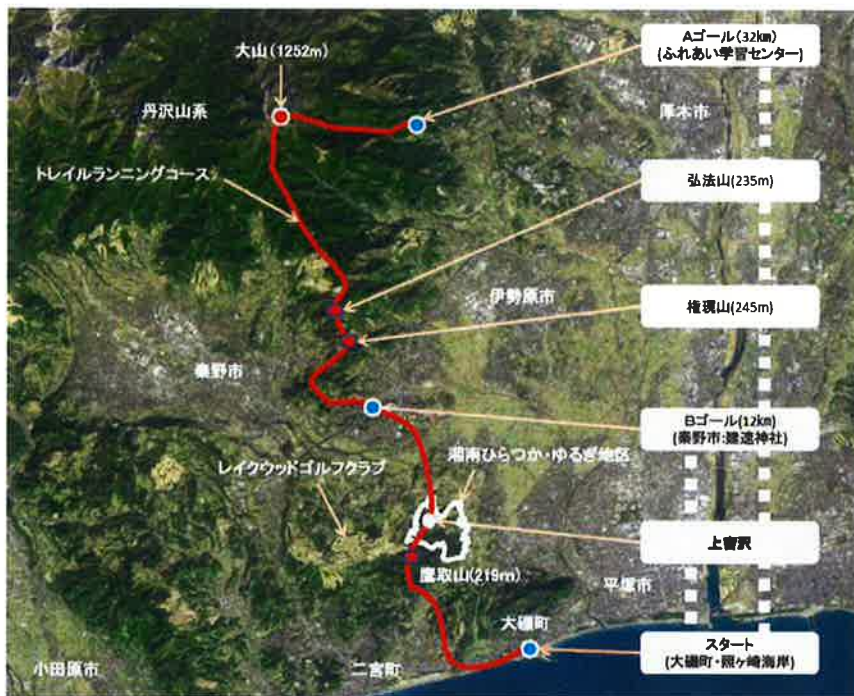 大山(1252m)
Aゴール(32km)
(ふれあい学習センター)
丹沢山系
厚木市
トレイルランニングコース
弘法山(235m)
伊勢原市
権現山(245m)
秦野市
Bゴール(12km)
(秦野市:建速神社)
湘南ひらつか・ゆるぎ地区
レイクウッドゴルフクラブ
上吉沢
鷹取山(219m)
平塚市
大磯町
スタート
(大磯町・照ヶ崎海岸)
小田原市
二宮町